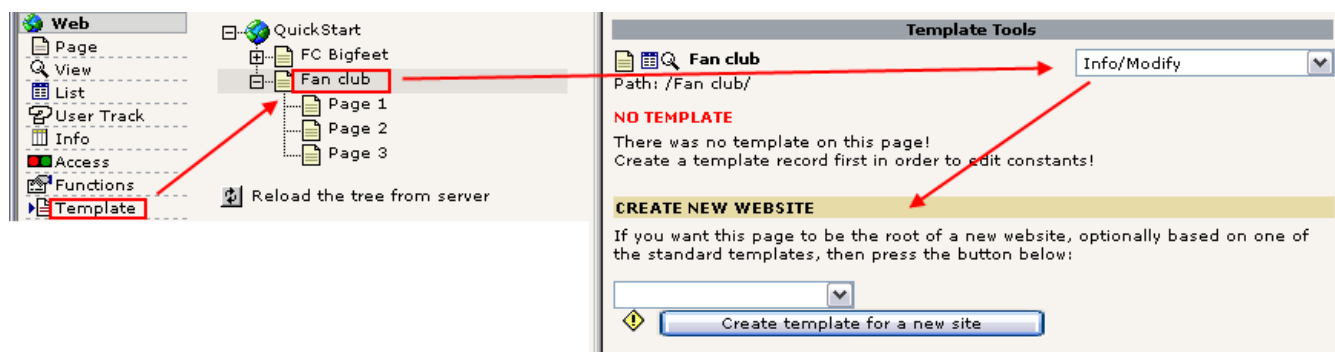 Web
Page
View
List
User Track
Info
Access
Functions
Template
QuickStart
FC Bigfeet
Fan club
Page 1
Page 2
Page 3
Reload the tree from server
Template Tools
Fan club
Info/Modify
Path: /Fan club/
NO TEMPLATE
There was no template on this page!
Create a template record first in order to edit constants!
CREATE NEW WEBSITE
If you want this page to be the root of a new website, optionally based on one of
the standard templates, then press the button below:
Create template for a new site